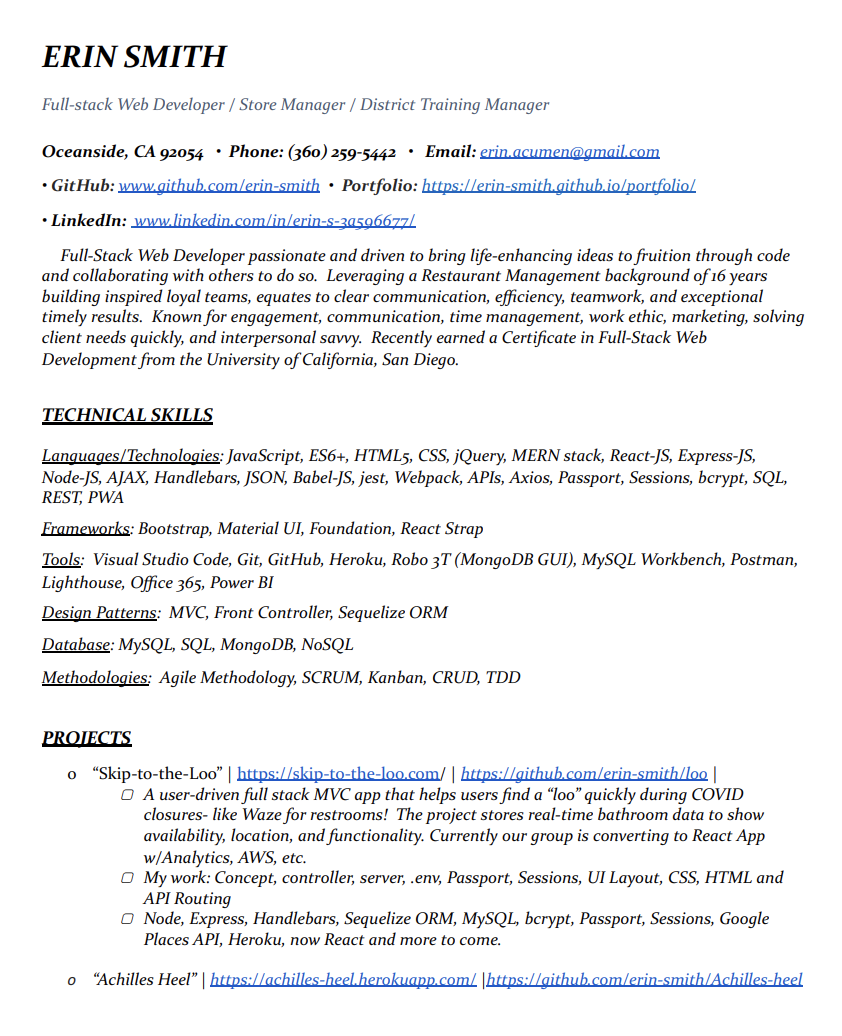 ERIN SMITH
Full-stack Web Developer / Store Manager / District Training Manager
Oceanside, CA 92054 • Phone: (360) 259-5442 • Email: erin.acumen@gmail.com
• GitHub: www.github.com/erin-smith • Portfolio: https://erin-smith.github.io/portfolio/
• LinkedIn: www.linkedin.com/in/erin-s-3a596677/
Full-Stack Web Developer passionate and driven to bring life-enhancing ideas to fruition through code
and collaborating with others to do so. Leveraging a Restaurant Management background of 16 years
building inspired loyal teams, equates to clear communication, efficiency, teamwork, and exceptional
timely results. Known for engagement, communication, time management, work ethic, marketing, solving
client needs quickly, and interpersonal savvy. Recently earned a Certificate in Full-Stack Web
Development from the University of California, San Diego.
TECHNICAL SKILLS
Languages/Technologies: JavaScript, ES6+, HTML5, CSS, jQuery, MERN stack, React-JS, Express-JS,
Node-JS, AJAX, Handlebars, JSON, Babel-JS, jest, Webpack, APIs, Axios, Passport, Sessions, bcrypt, SQL,
REST, PWA
Frameworks: Bootstrap, Material UI, Foundation, React Strap
Tools: Visual Studio Code, Git, GitHub, Heroku, Robo 3T (MongoDB GUI), MySQL Workbench, Postman,
Lighthouse, Office 365, Power BI
Design Patterns: MVC, Front Controller, Sequelize ORM
Database: MySQL, SQL, MongoDB, NoSQL
Methodologies: Agile Methodology, SCRUM, Kanban, CRUD, TDD
PROJECTS
o “Skip-to-the-Loo” | https://skip-to-the-loo.com/ | https://github.com/erin-smith/loo |
▢ A user-driven full stack MVC app that helps users find a “loo” quickly during COVID
closures- like Waze for restrooms! The project stores real-time bathroom data to show
availability, location, and functionality. Currently our group is converting to React App
w/Analytics, AWS, etc.
▢ My work: Concept, controller, server, .env, Passport, Sessions, UI Layout, CSS, HTML and
API Routing
▢ Node, Express, Handlebars, Sequelize ORM, MySQL, bcrypt, Passport, Sessions, Google
Places API, Heroku, now React and more to come.
o “Achilles Heel” | https://achilles-heel.herokuapp.com/ |https://github.com/erin-smith/Achilles-heel